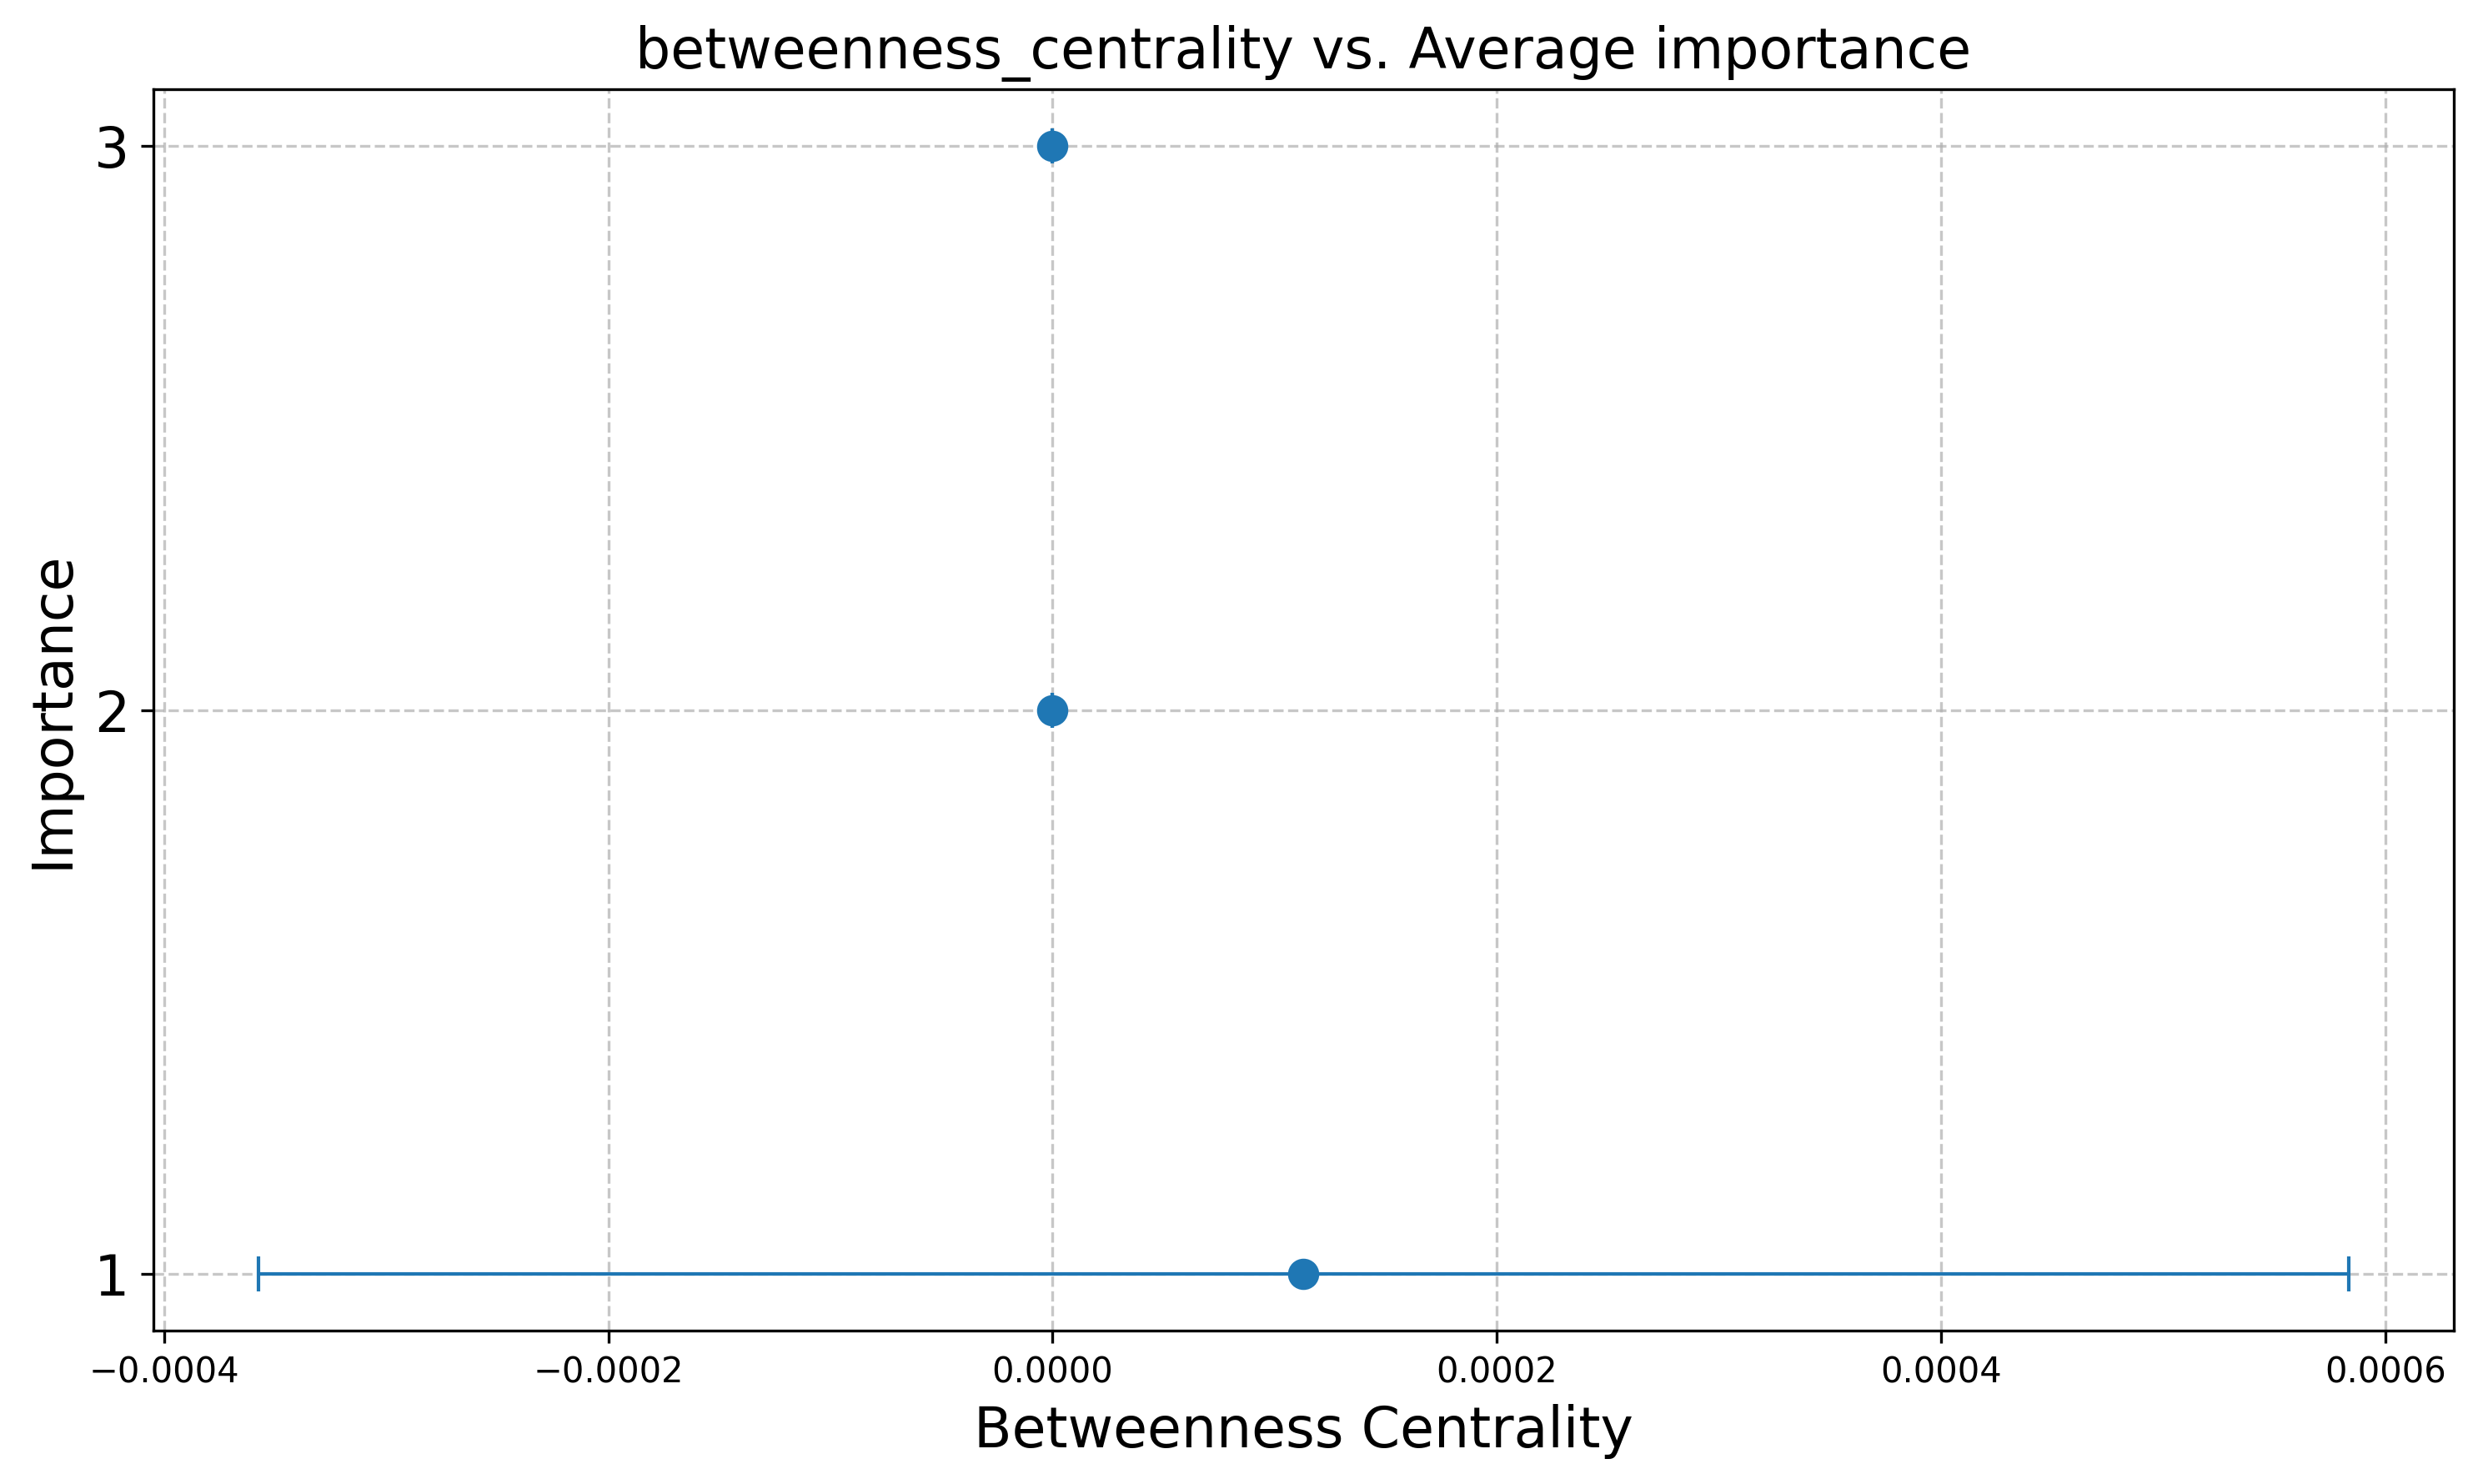 betweenness_centrality vs. Average importance
3
2
1
Importance
−0.0004 −0.0002 0.0000 0.0002 0.0004 0.0006
Betweenness Centrality